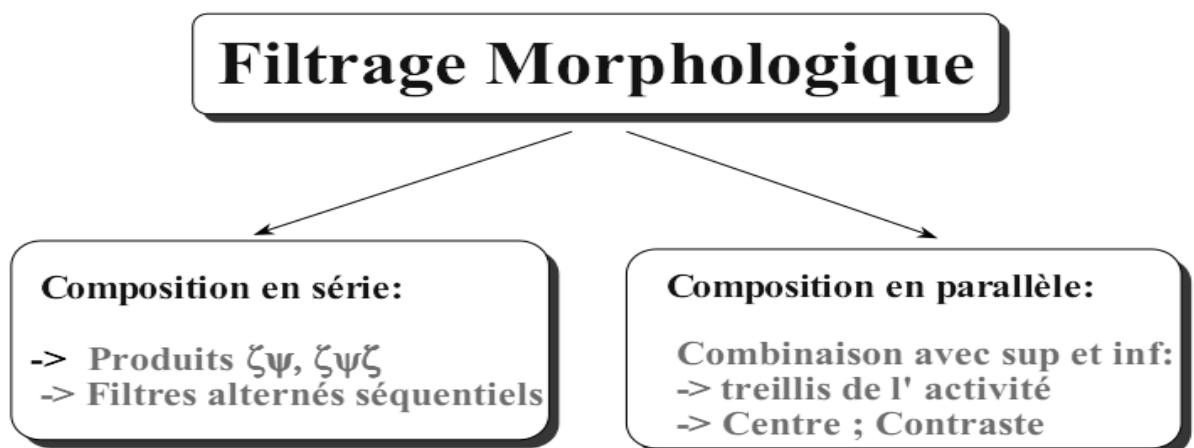 Filtrage Morphologique
Composition en série:
-> Produits ζψ, ζψζ
-> Filtres alternés séquentiels
Composition en parallèle:
Combinaison avec sup et inf:
-> treillis de l' activité
-> Centre ; Contraste